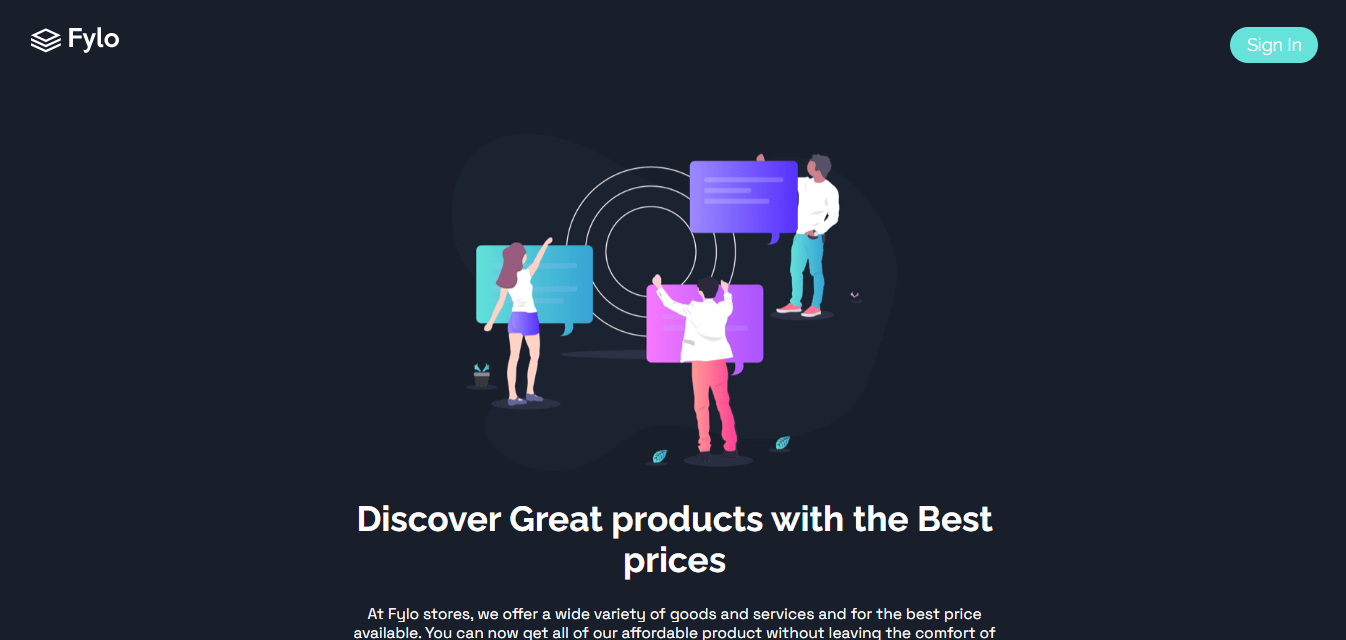 Fylo
Sign In
Discover Great products with the Best
prices
At Fylo stores, we offer a wide variety of goods and services and for the best price
available. You can now get all of our affordable product without leaving the comfort of